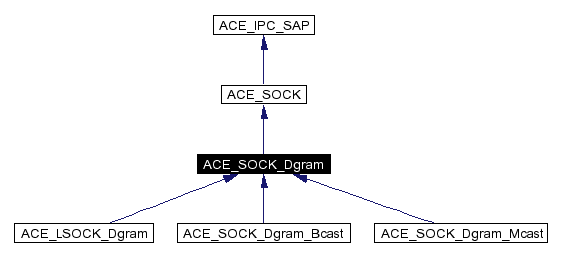 ACE_IPC_SAP
ACE_SOCK
ACE_SOCK_Dgram
ACE_LSOCK_Dgram
ACE_SOCK_Dgram_Bcast
ACE_SOCK_Dgram_Mcast